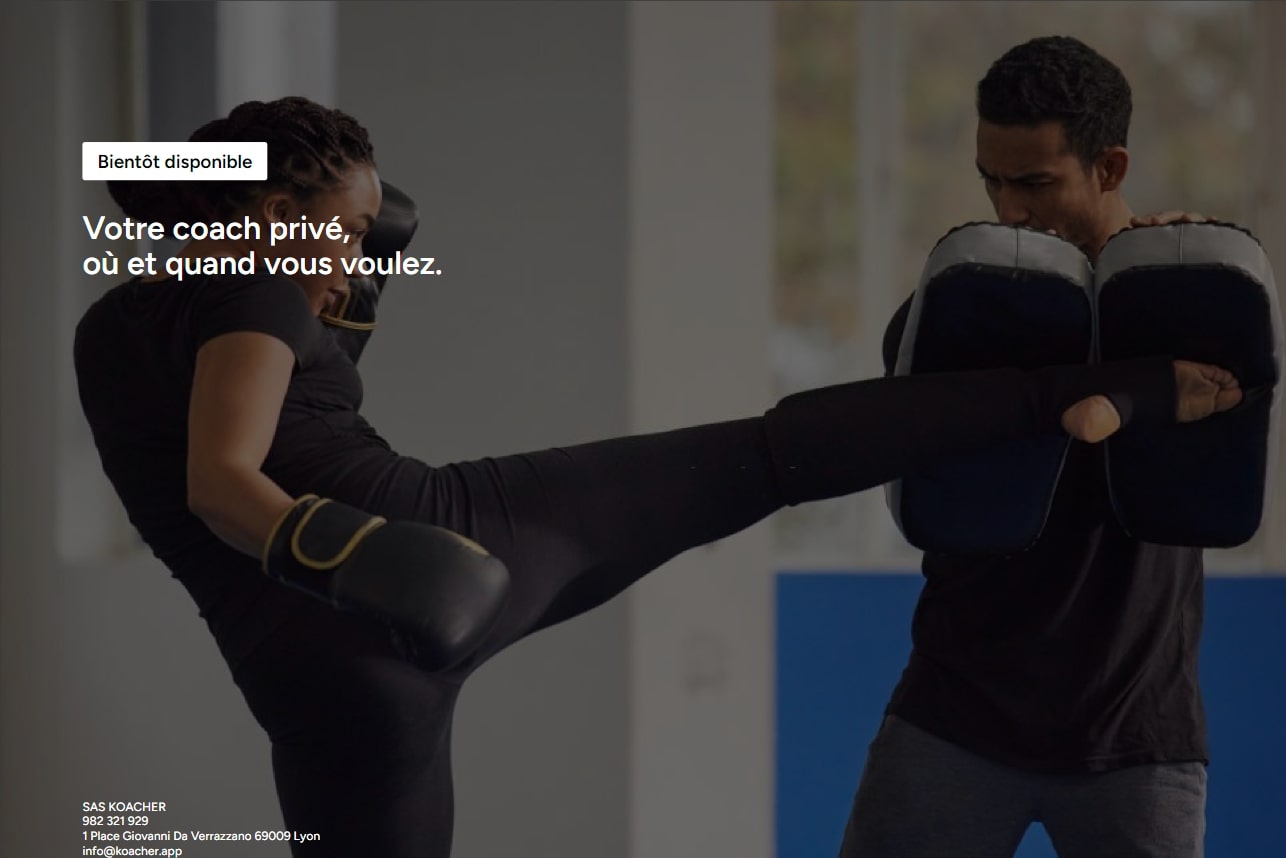 Bientôt disponible
Votre coach privé,
où et quand vous voulez.
SAS KOACHER
982 321 929
1 Place Giovanni Da Verrazzano 69009 Lyon
info@koacher.app